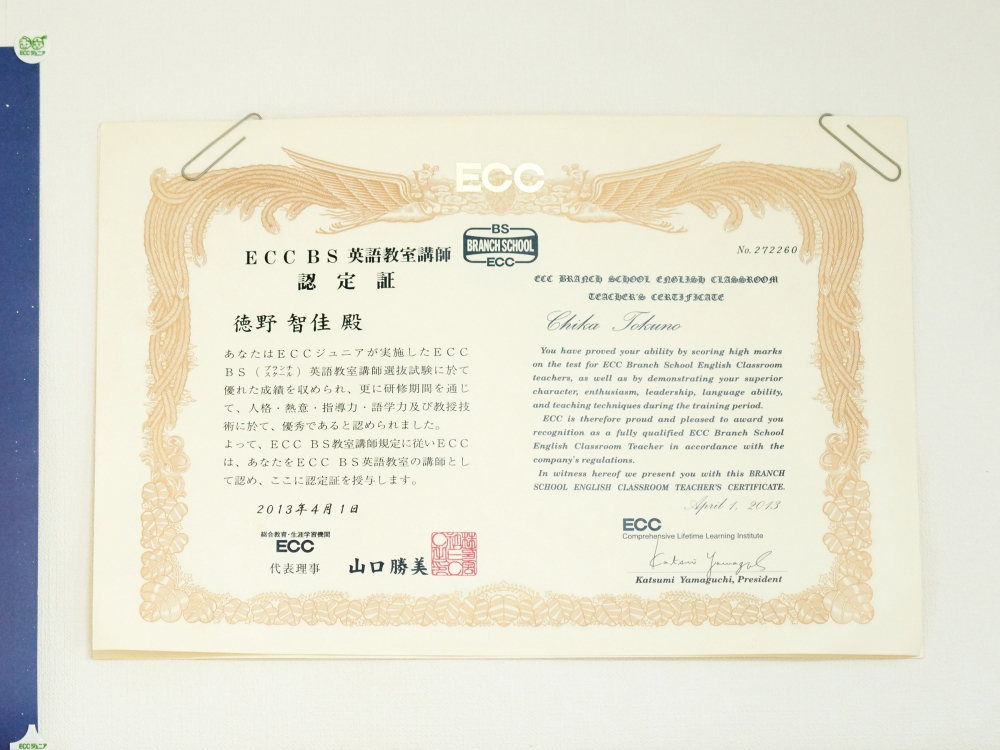 ECCジュニア
ECC
BS
BRANCH SCHOOL
ECC
ECC BS 英語教室講師
認定証
徳野 智佳 殿
あなたはECCジュニアが実施したECC
BS(ブランチスクール)英語教室講師選抜試験に於て
優れた成績を収められ、更に研修期間を通じ
て、人格・熱意・指導力・語学力及び教授技
術に於て、優秀であると認められました。
よって、ECC BS教室講師規定に従いECC
は、あなたをECC BS英語教室の講師とし
て認め、ここに認定証を授与します。
2013年4月1日
総合教育・生涯学習機関
ECC
代表理事 山口勝美
No. 272260
ECC BRANCH SCHOOL ENGLISH CLASSROOM
TEACHER'S CERTIFICATE
Chika Tokuno
You have proved your ability by scoring high marks
on the test for ECC Branch School English Classroom
teachers, as well as by demonstrating your superior
character, enthusiasm, leadership, language ability,
and teaching techniques during the training period.
ECC is therefore proud and pleased to award you
recognition as a fully qualified ECC Branch School
English Classroom Teacher in accordance with the
company's regulations.
In witness hereof we present you with this BRANCH
SCHOOL ENGLISH CLASSROOM TEACHER'S CERTIFICATE.
April 1, 2013
ECC
Comprehensive Lifetime Learning Institute
Katsumi Yamaguchi, President
ECCジュニア